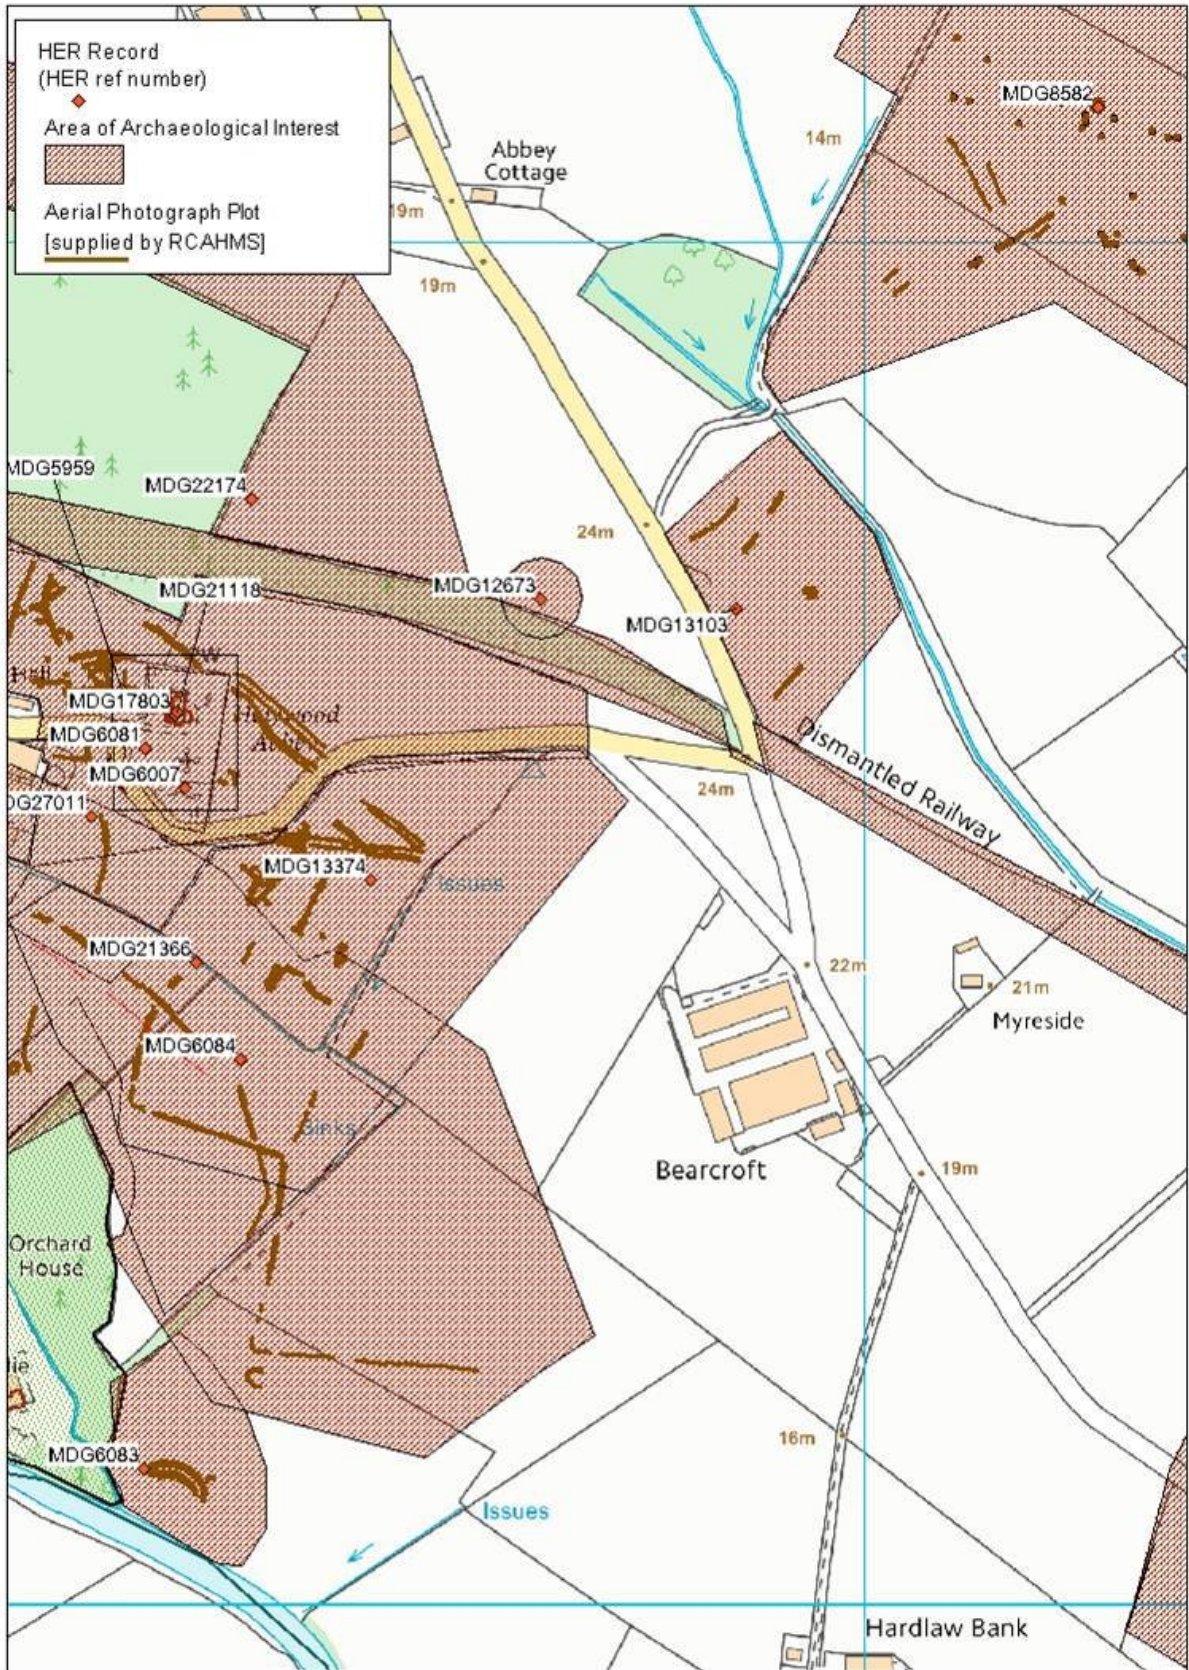 HER Record
(HER ref number)
Area of Archaeological Interest
Aerial Photograph Plot
[supplied by RCAHMS]
MDG8582
14m
Abbey
Cottage
19m
19m
MDG5959
MDG22174
24m
MDG21118
MDG12673
MDG13103
MDG17803
MDG6081
MDG6007
DG27011
Dismantled Railway
24m
MDG13374
Issues
MDG21366
22m
21m
Myreside
MDG6084
Sinks
Bearcroft
19m
Orchard
House
lie
16m
MDG6083
Issues
Hardlaw Bank